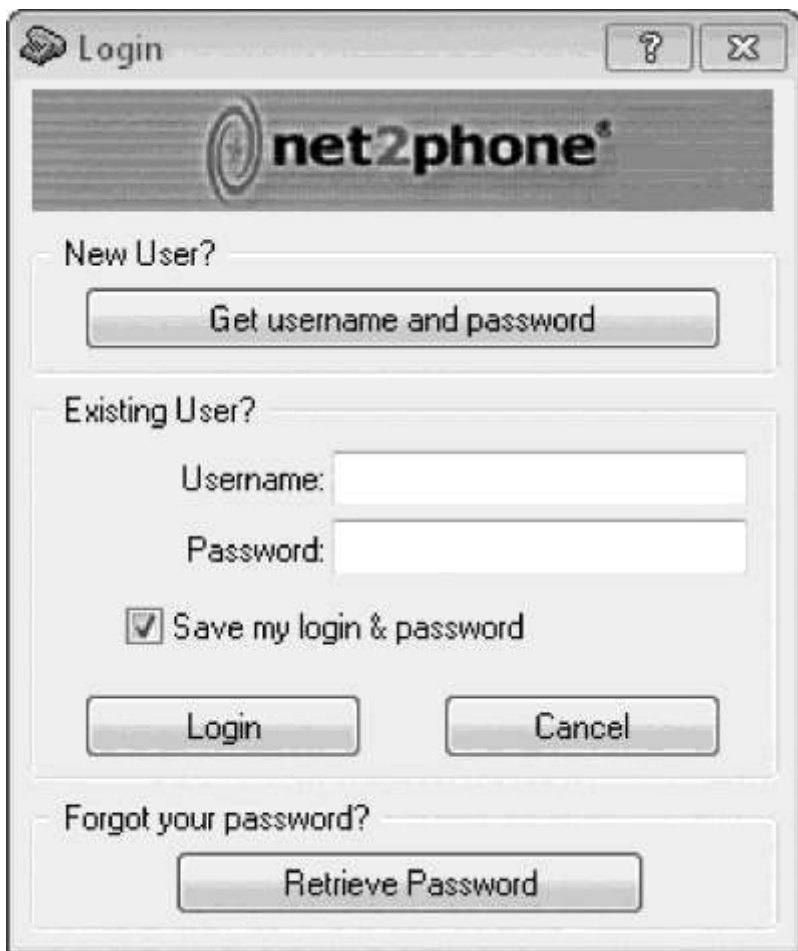 Login
net2phone®
New User?
Get username and password
Existing User?
Username:
Password:
Save my login & password
Login Cancel
Forgot your password?
Retrieve Password